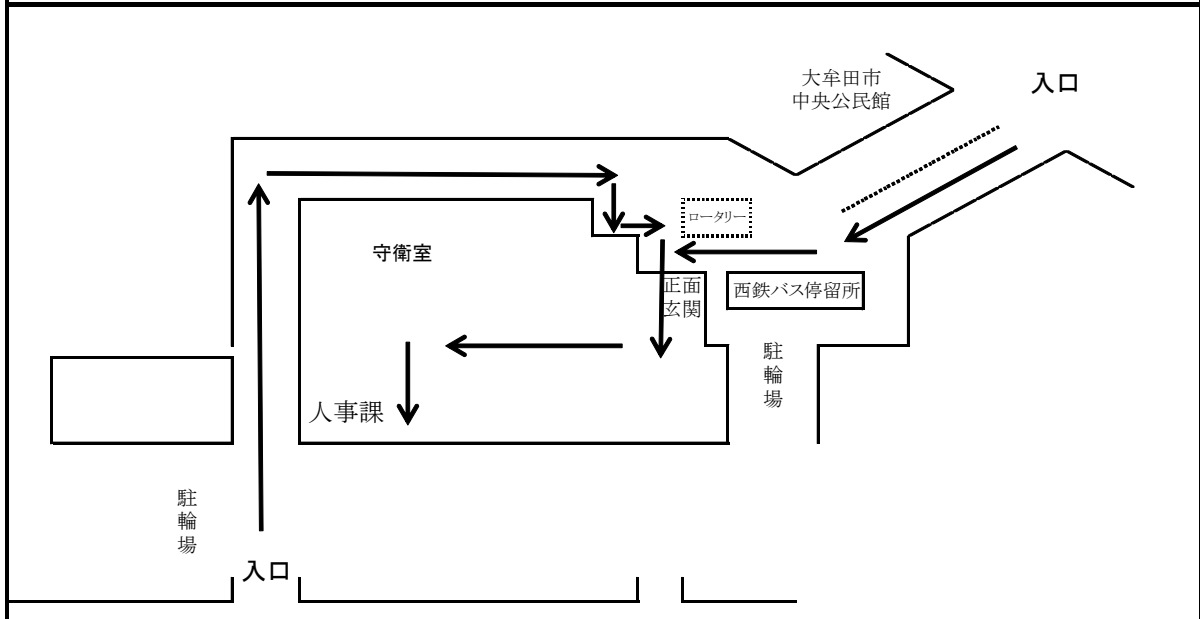 大牟田市
中央公民館
入口
ロータリー
守衛室
正面
玄関
西鉄バス停留所
駐
輪
場
人事課
駐
輪
場
入口